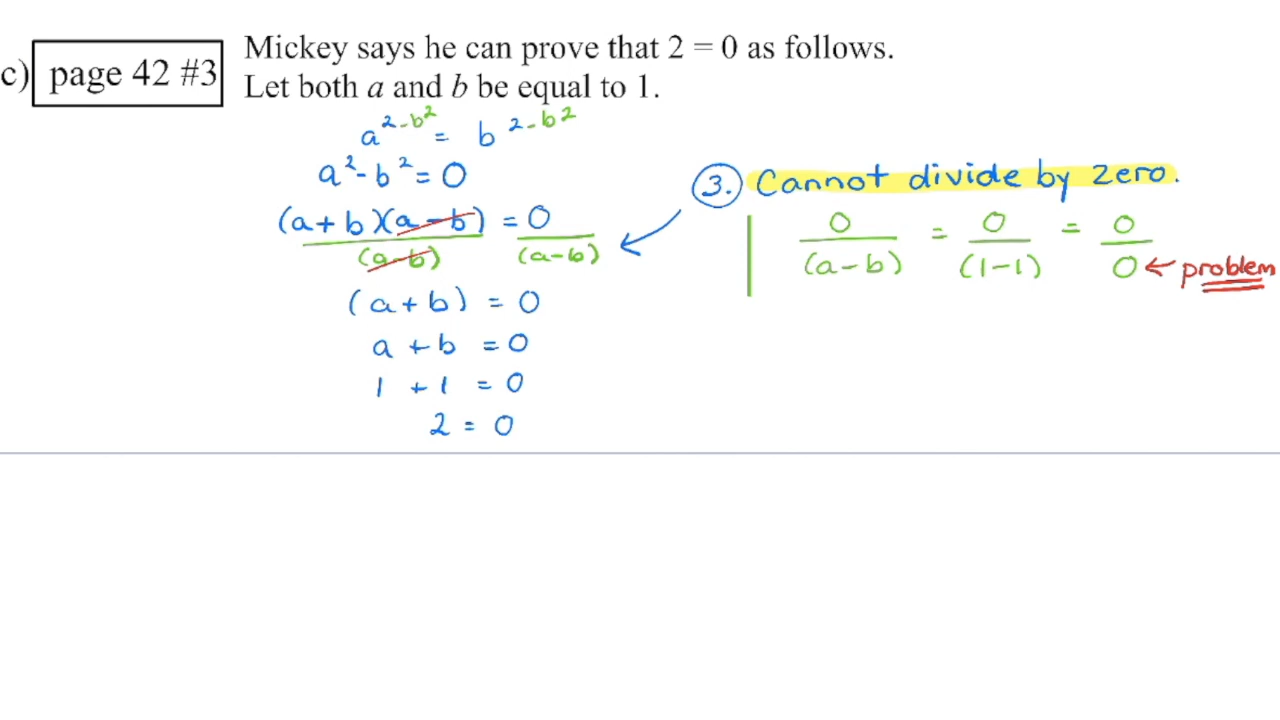 c) page 42 #3
Mickey says he can prove that 2 = 0 as follows.
Let both a and b be equal to 1.
a² - b² = b² - b²
a² - b² = 0
(a + b)(a - b) = 0
(a - b) (a - b)
(a + b) = 0
a + b = 0
1 + 1 = 0
2 = 0
3. Cannot divide by zero.
0 = 0 = 0
(a - b) (1 - 1) 0 ← problem